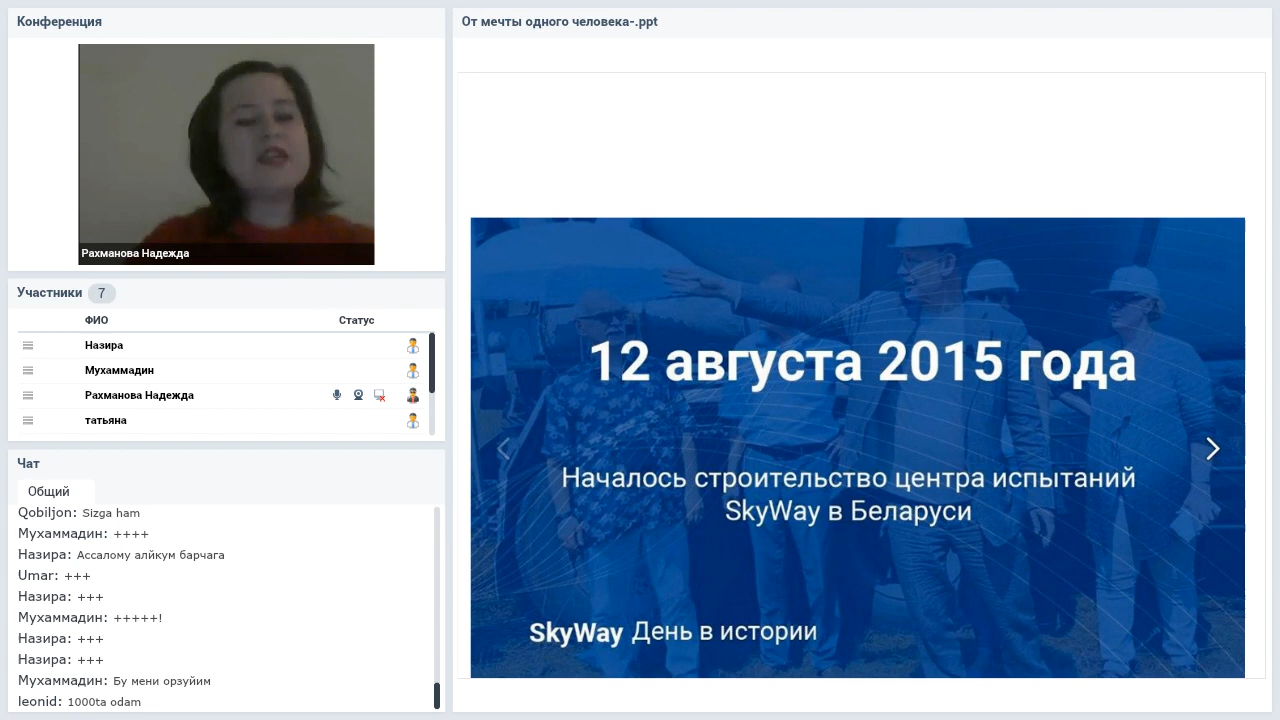 Конференция
Рахманова Надежда
Участники 7
ФИО Статус
Назира
Мухаммадин
Рахманова Надежда
татьяна
Чат
Общий
Qobiljon: Sizga ham
Мухаммадин: ++++
Назира: Ассалому алйкум барчага
Umar: +++
Назира: +++
Мухаммадин: +++++!
Назира: +++
Назира: +++
Мухаммадин: Бу мени орзуйим
leonid: 1000ta odam
От мечты одного человека-.ppt
12 августа 2015 года
Началось строительство центра испытаний
SkyWay в Беларуси
SkyWay День в истории